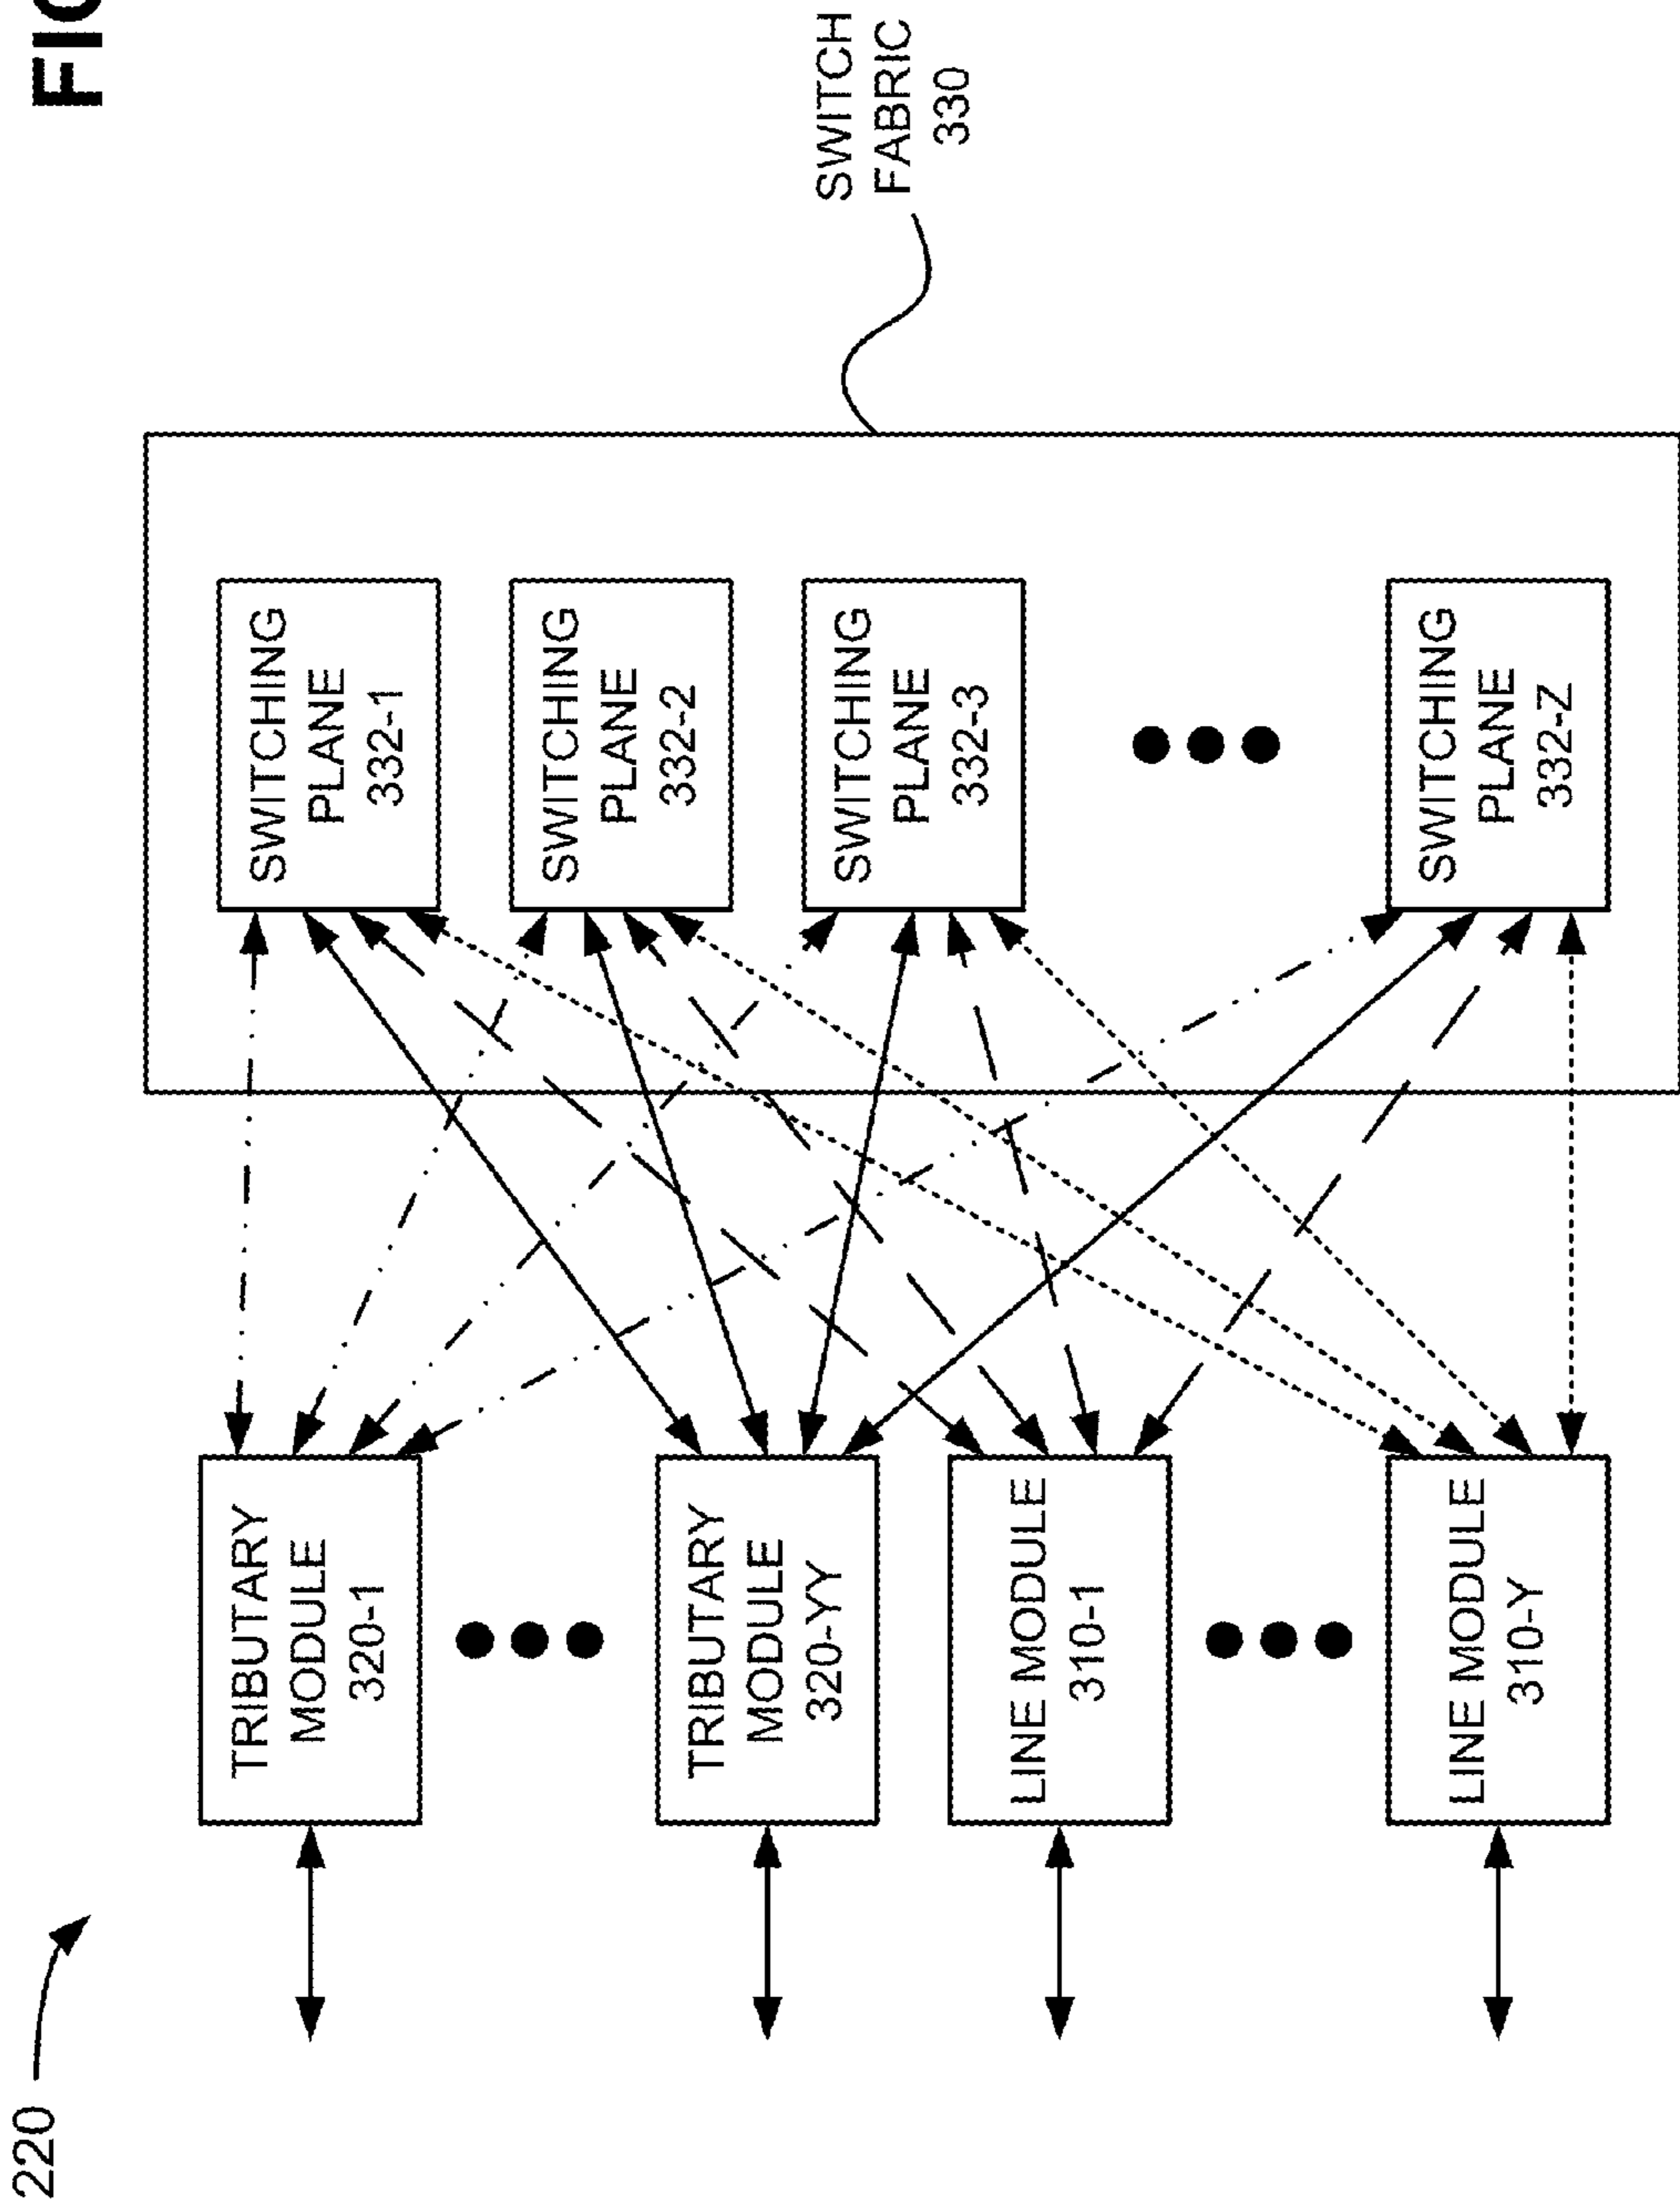 FIG
220
TRIBUTARY
MODULE
320-1
TRIBUTARY
MODULE
320-YY
LINE MODULE
310-1
LINE MODULE
310-Y
SWITCHING
PLANE
332-1
SWITCHING
PLANE
332-2
SWITCHING
PLANE
332-3
SWITCHING
PLANE
332-Z
SWITCH
FABRIC
330